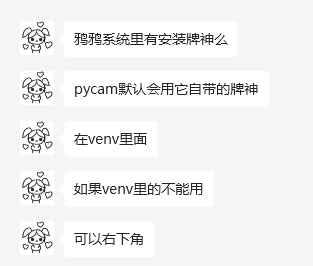 鸦鸦系统里有安装牌神么
pycam默认会用它自带的牌神
在venv里面
如果venv里的不能用
可以右下角